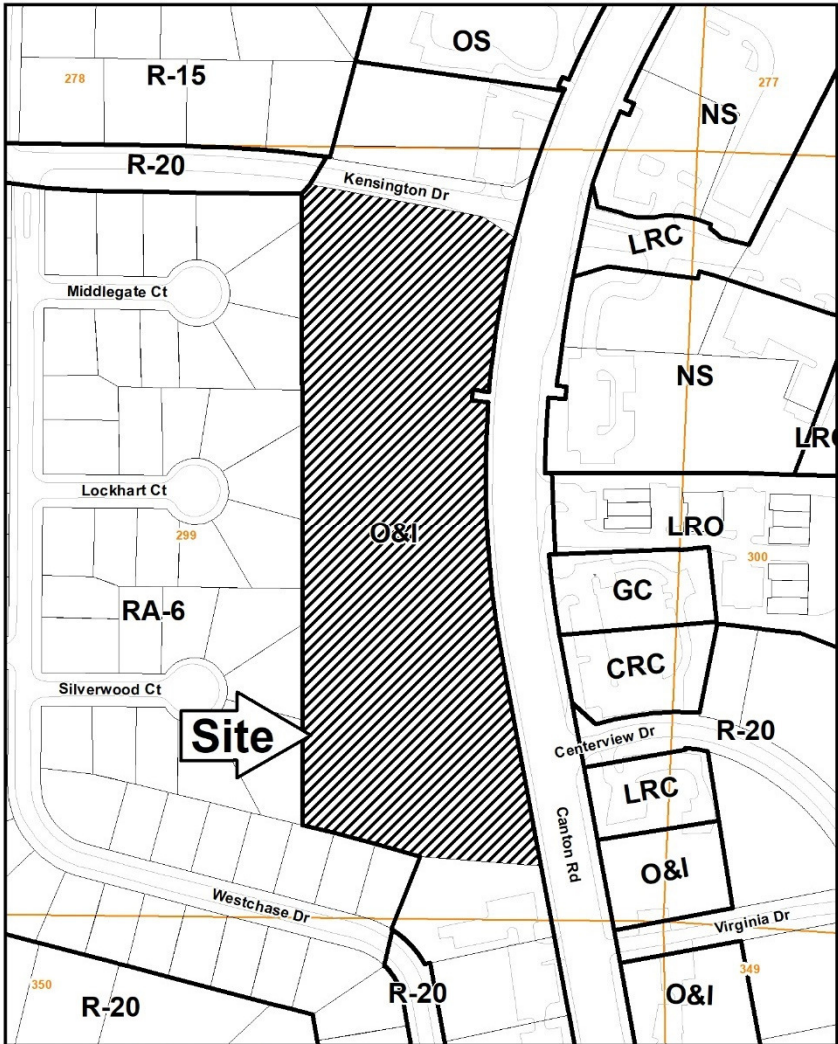 OS
R-15
278
277
NS
R-20
Kensington Dr
LRC
Middlegate Ct
NS
LRO
Lockhart Ct
299
O&I
LRO
300
GC
RA-6
CRC
Silverwood Ct
Site
R-20
Centerview Dr
LRC
Canton Rd
O&I
Westchase Dr
Virginia Dr
350
R-20
R-20
349
O&I